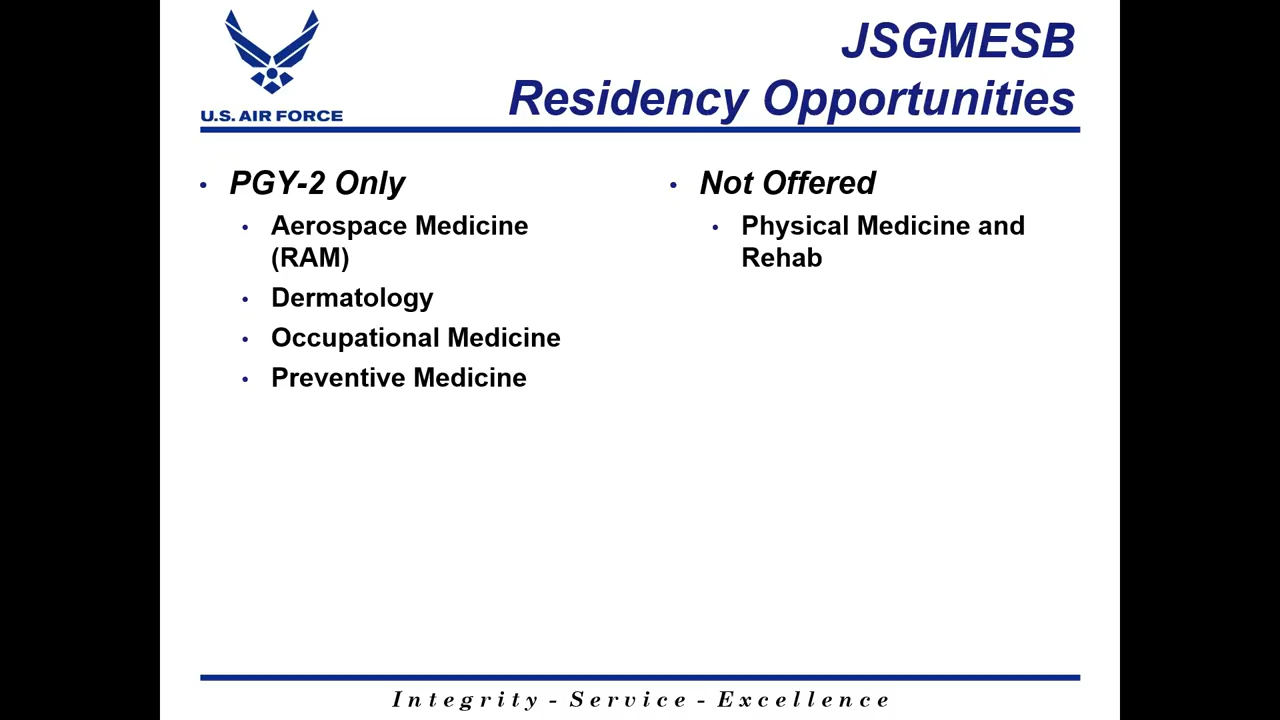 U.S. AIR FORCE
JSGMESB
Residency Opportunities
• PGY-2 Only
• Aerospace Medicine
(RAM)
• Dermatology
• Occupational Medicine
• Preventive Medicine
• Not Offered
• Physical Medicine and
Rehab
Integrity - Service - Excellence